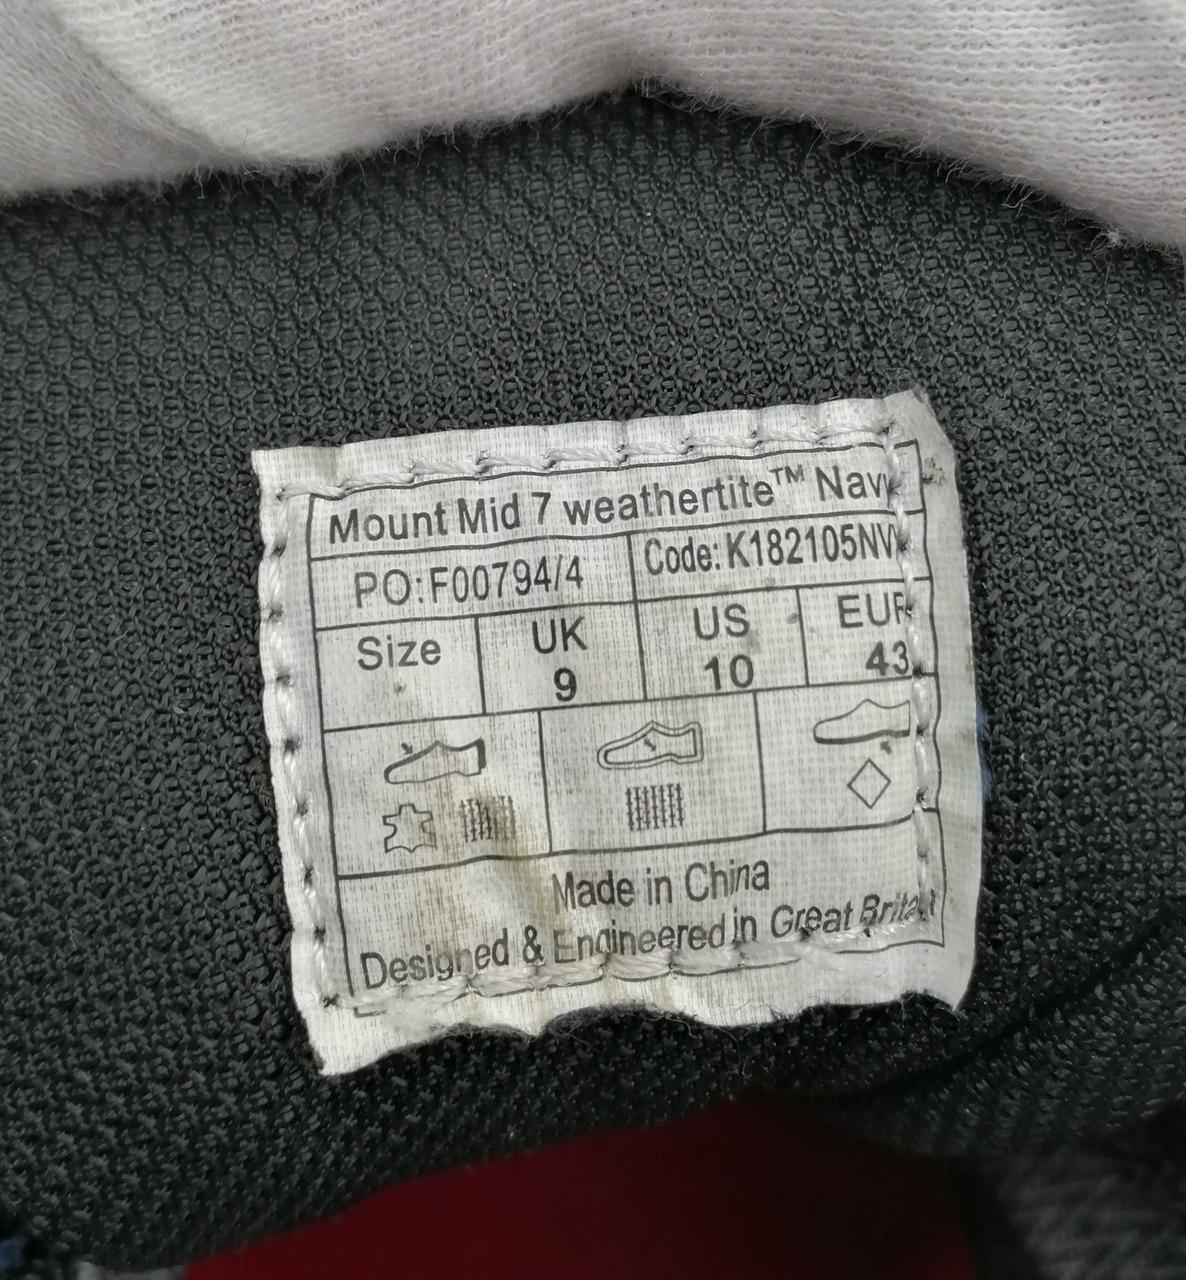 Mount Mid 7 weathertite™ Navy
PO:F00794/4 Code:K182105NV
Size UK US EUR
9 10 43
Made in China
Designed & Engineered in Great Britain